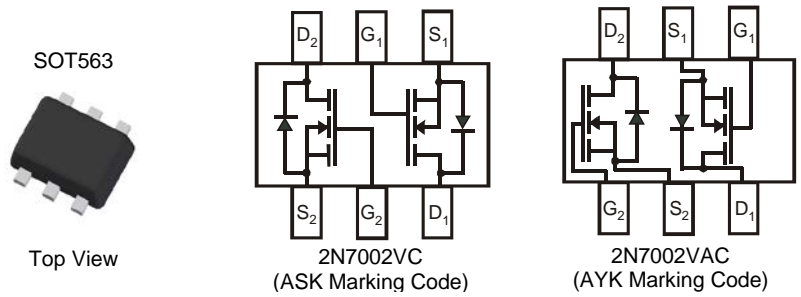 SOT563
Top View
D2 G1 S1
S2 G2 D1
2N7002VC
(ASK Marking Code)
D2 S1 G1
G2 S2 D1
2N7002VAC
(AYK Marking Code)